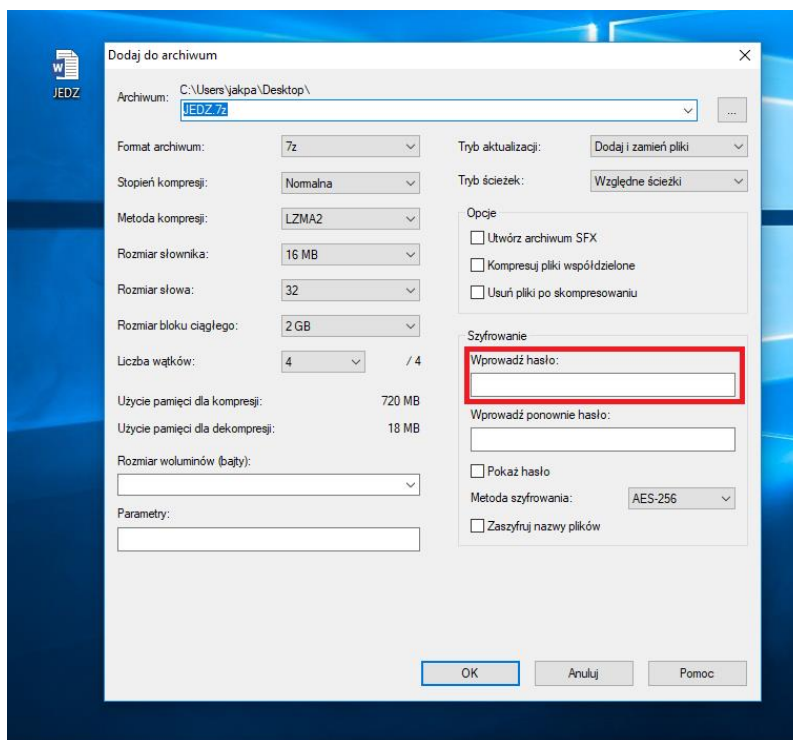 JEDZ
Dodaj do archiwum
Archiwum: C:\Users\jakpa\Desktop\
JEDZ.7z
...
Format archiwum: 7z
Stopień kompresji: Normalna
Metoda kompresji: LZMA2
Rozmiar słownika: 16 MB
Rozmiar słowa: 32
Rozmiar bloku ciągłego: 2 GB
Liczba wątków: 4 / 4
Użycie pamięci dla kompresji: 720 MB
Użycie pamięci dla dekompresji: 18 MB
Rozmiar woluminów (bajty):
Parametry:
Tryb aktualizacji: Dodaj i zamień pliki
Tryb ścieżek: Względne ścieżki
Opcje
Utwórz archiwum SFX
Kompresuj pliki współdzielone
Usuń pliki po skompresowaniu
Szyfrowanie
Wprowadź hasło:
Wprowadź ponownie hasło:
Pokaż hasło
Metoda szyfrowania: AES-256
Zaszyfruj nazwy plików
OK Anuluj Pomoc